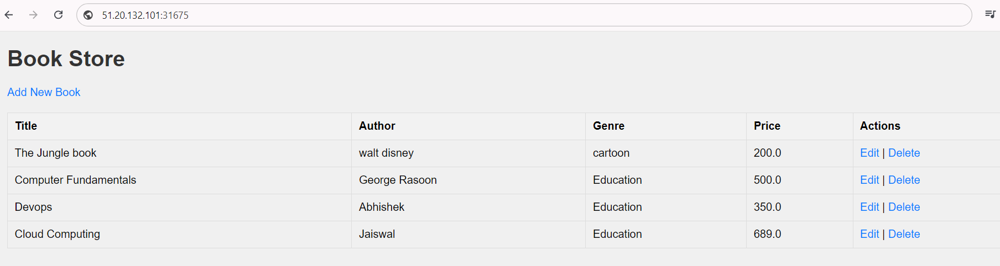 51.20.132.101:31675
Book Store
Add New Book
Title Author Genre Price Actions
The Jungle book walt disney cartoon 200.0 Edit | Delete
Computer Fundamentals George Rasoon Education 500.0 Edit | Delete
Devops Abhishek Education 350.0 Edit | Delete
Cloud Computing Jaiswal Education 689.0 Edit | Delete